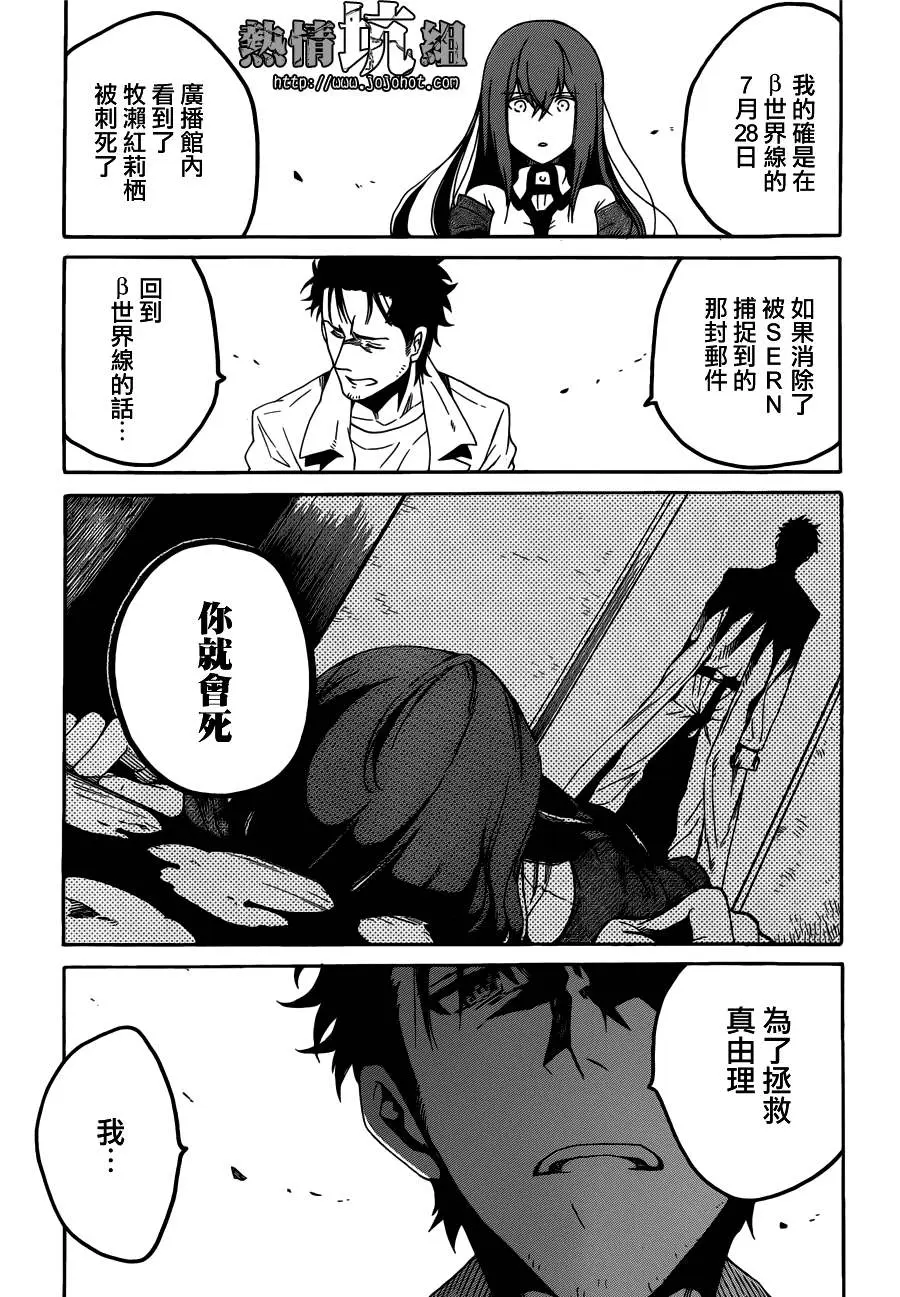 熱情坑組
http://www.jojohot.com
我的確是在
β世界線的
7月28日
廣播館內
看到了
牧瀨紅莉栖
被刺死了
如果消除了
被SERN
捕捉到的
那封郵件
回到
β世界線的話…
你就會死
為了拯救
真由理
我…